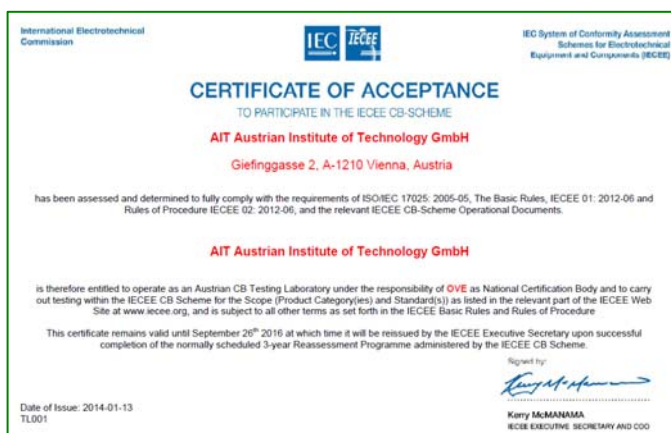 International Electrotechnical
Commission
IEC IECEE
IEC System of Conformity Assessment
Schemes for Electrotechnical
Equipment and Components (IECEE)
CERTIFICATE OF ACCEPTANCE
TO PARTICIPATE IN THE IECEE CB-SCHEME
AIT Austrian Institute of Technology GmbH
Giefinggasse 2, A-1210 Vienna, Austria
has been assessed and determined to fully comply with the requirements of ISO/IEC 17025: 2005-05, The Basic Rules, IECEE 01: 2012-06 and
Rules of Procedure IECEE 02: 2012-06, and the relevant IECEE CB-Scheme Operational Documents.
AIT Austrian Institute of Technology GmbH
is therefore entitled to operate as an Austrian CB Testing Laboratory under the responsibility of OVE as National Certification Body and to carry
out testing within the IECEE CB Scheme for the Scope (Product Category(ies) and Standard(s)) as listed in the relevant part of the IECEE Web
Site at www.iecee.org, and is subject to all other terms as set forth in the IECEE Basic Rules and Rules of Procedure
This certificate remains valid until September 26th 2016 at which time it will be reissued by the IECEE Executive Secretary upon successful
completion of the normally scheduled 3-year Reassessment Programme administered by the IECEE CB Scheme.
Signed by:
Kerry McManama
Date of Issue: 2014-01-13
TL001
Kerry McMANAMA
IECEE EXECUTIVE SECRETARY AND COO